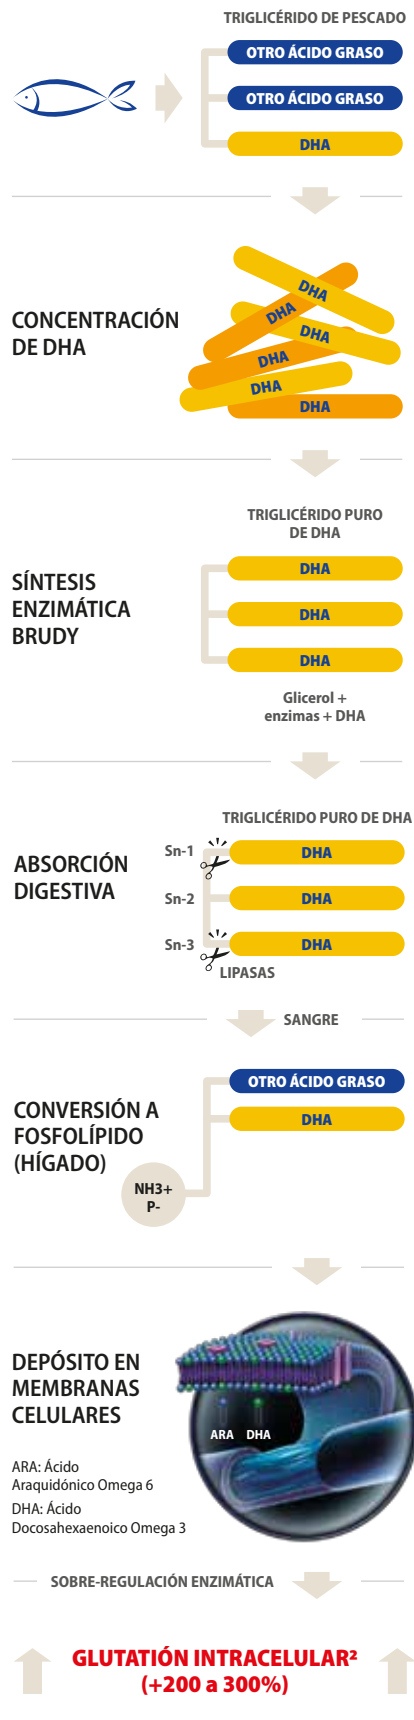 TRIGLICÉRIDO DE PESCADO
OTRO ÁCIDO GRASO
OTRO ÁCIDO GRASO
DHA
CONCENTRACIÓN
DE DHA
DHA
DHA
DHA
DHA
DHA
DHA
TRIGLICÉRIDO PURO
DE DHA
SÍNTESIS
ENZIMÁTICA
BRUDY
DHA
DHA
DHA
Glicerol +
enzimas + DHA
TRIGLICÉRIDO PURO DE DHA
ABSORCIÓN
DIGESTIVA
Sn-1
DHA
Sn-2
DHA
Sn-3
DHA
LIPASAS
SANGRE
CONVERSIÓN A
FOSFOLÍPIDO
(HÍGADO)
OTRO ÁCIDO GRASO
DHA
NH3+
P-
DEPÓSITO EN
MEMBRANAS
CELULARES
ARA DHA
ARA: Ácido
Araquidónico Omega 6
DHA: Ácido
Docosahexaenoico Omega 3
SOBRE-REGULACIÓN ENZIMÁTICA
GLUTATIÓN INTRACELULAR²
(+200 a 300%)